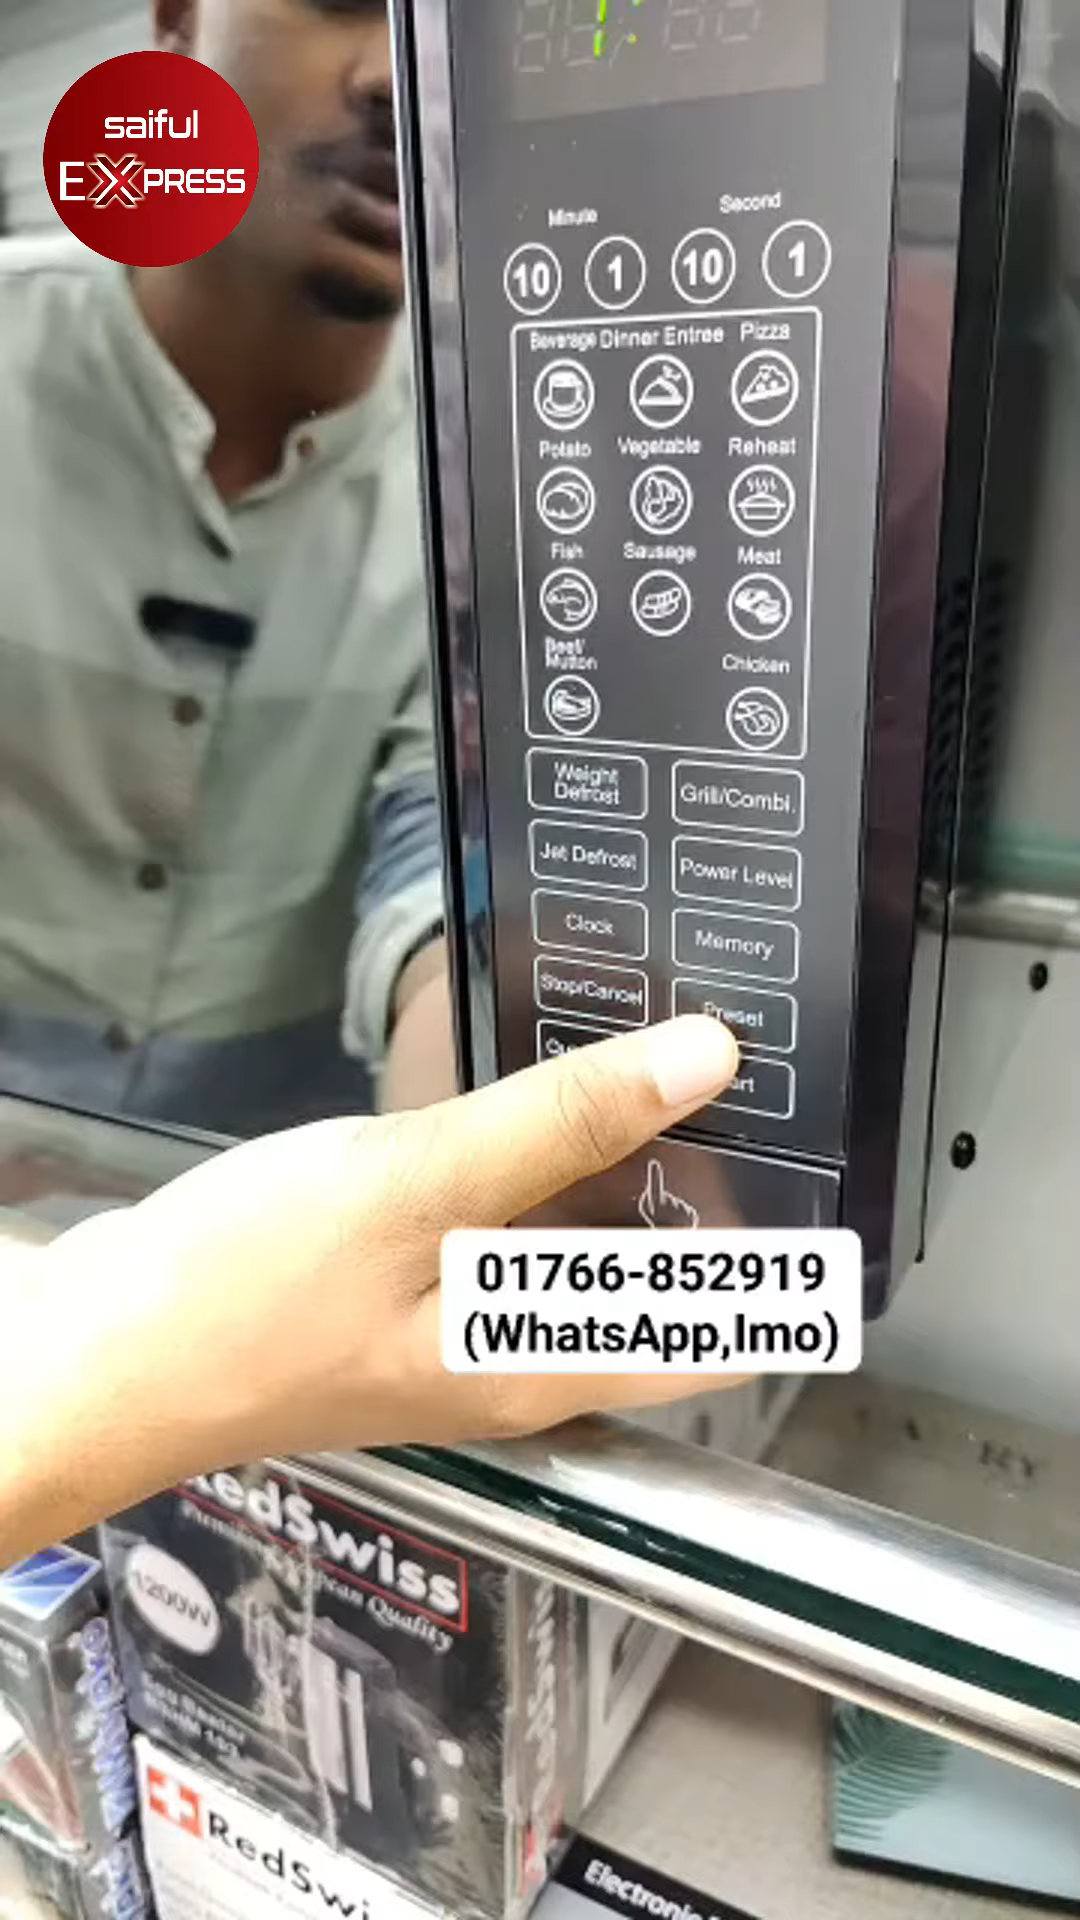 saiful
EXPRESS
Minute
Second
10 1 10 1
Beverage Dinner Entree Pizza
Potato Vegetable Reheat
Fish Sausage Meat
Beef/
Mutton
Chicken
Weight
Defrost
Grill/Combi.
Jet Defrost
Power Level
Clock
Memory
Stop/Cancel
Preset
01766-852919
(WhatsApp,Imo)
RedSwiss
Quality
1200W
RedSwi
Electronic